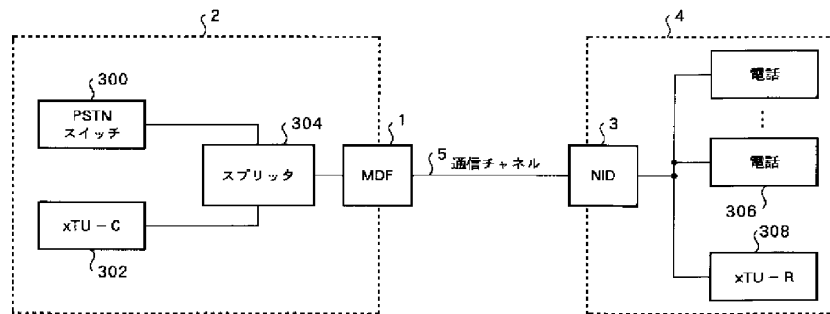 2
4
300
PSTN
スイッチ
304
スプリッタ
xTU-C
302
1
MDF
5 通信チャネル
3
NID
電話
⋮
電話
306
308
xTU-R